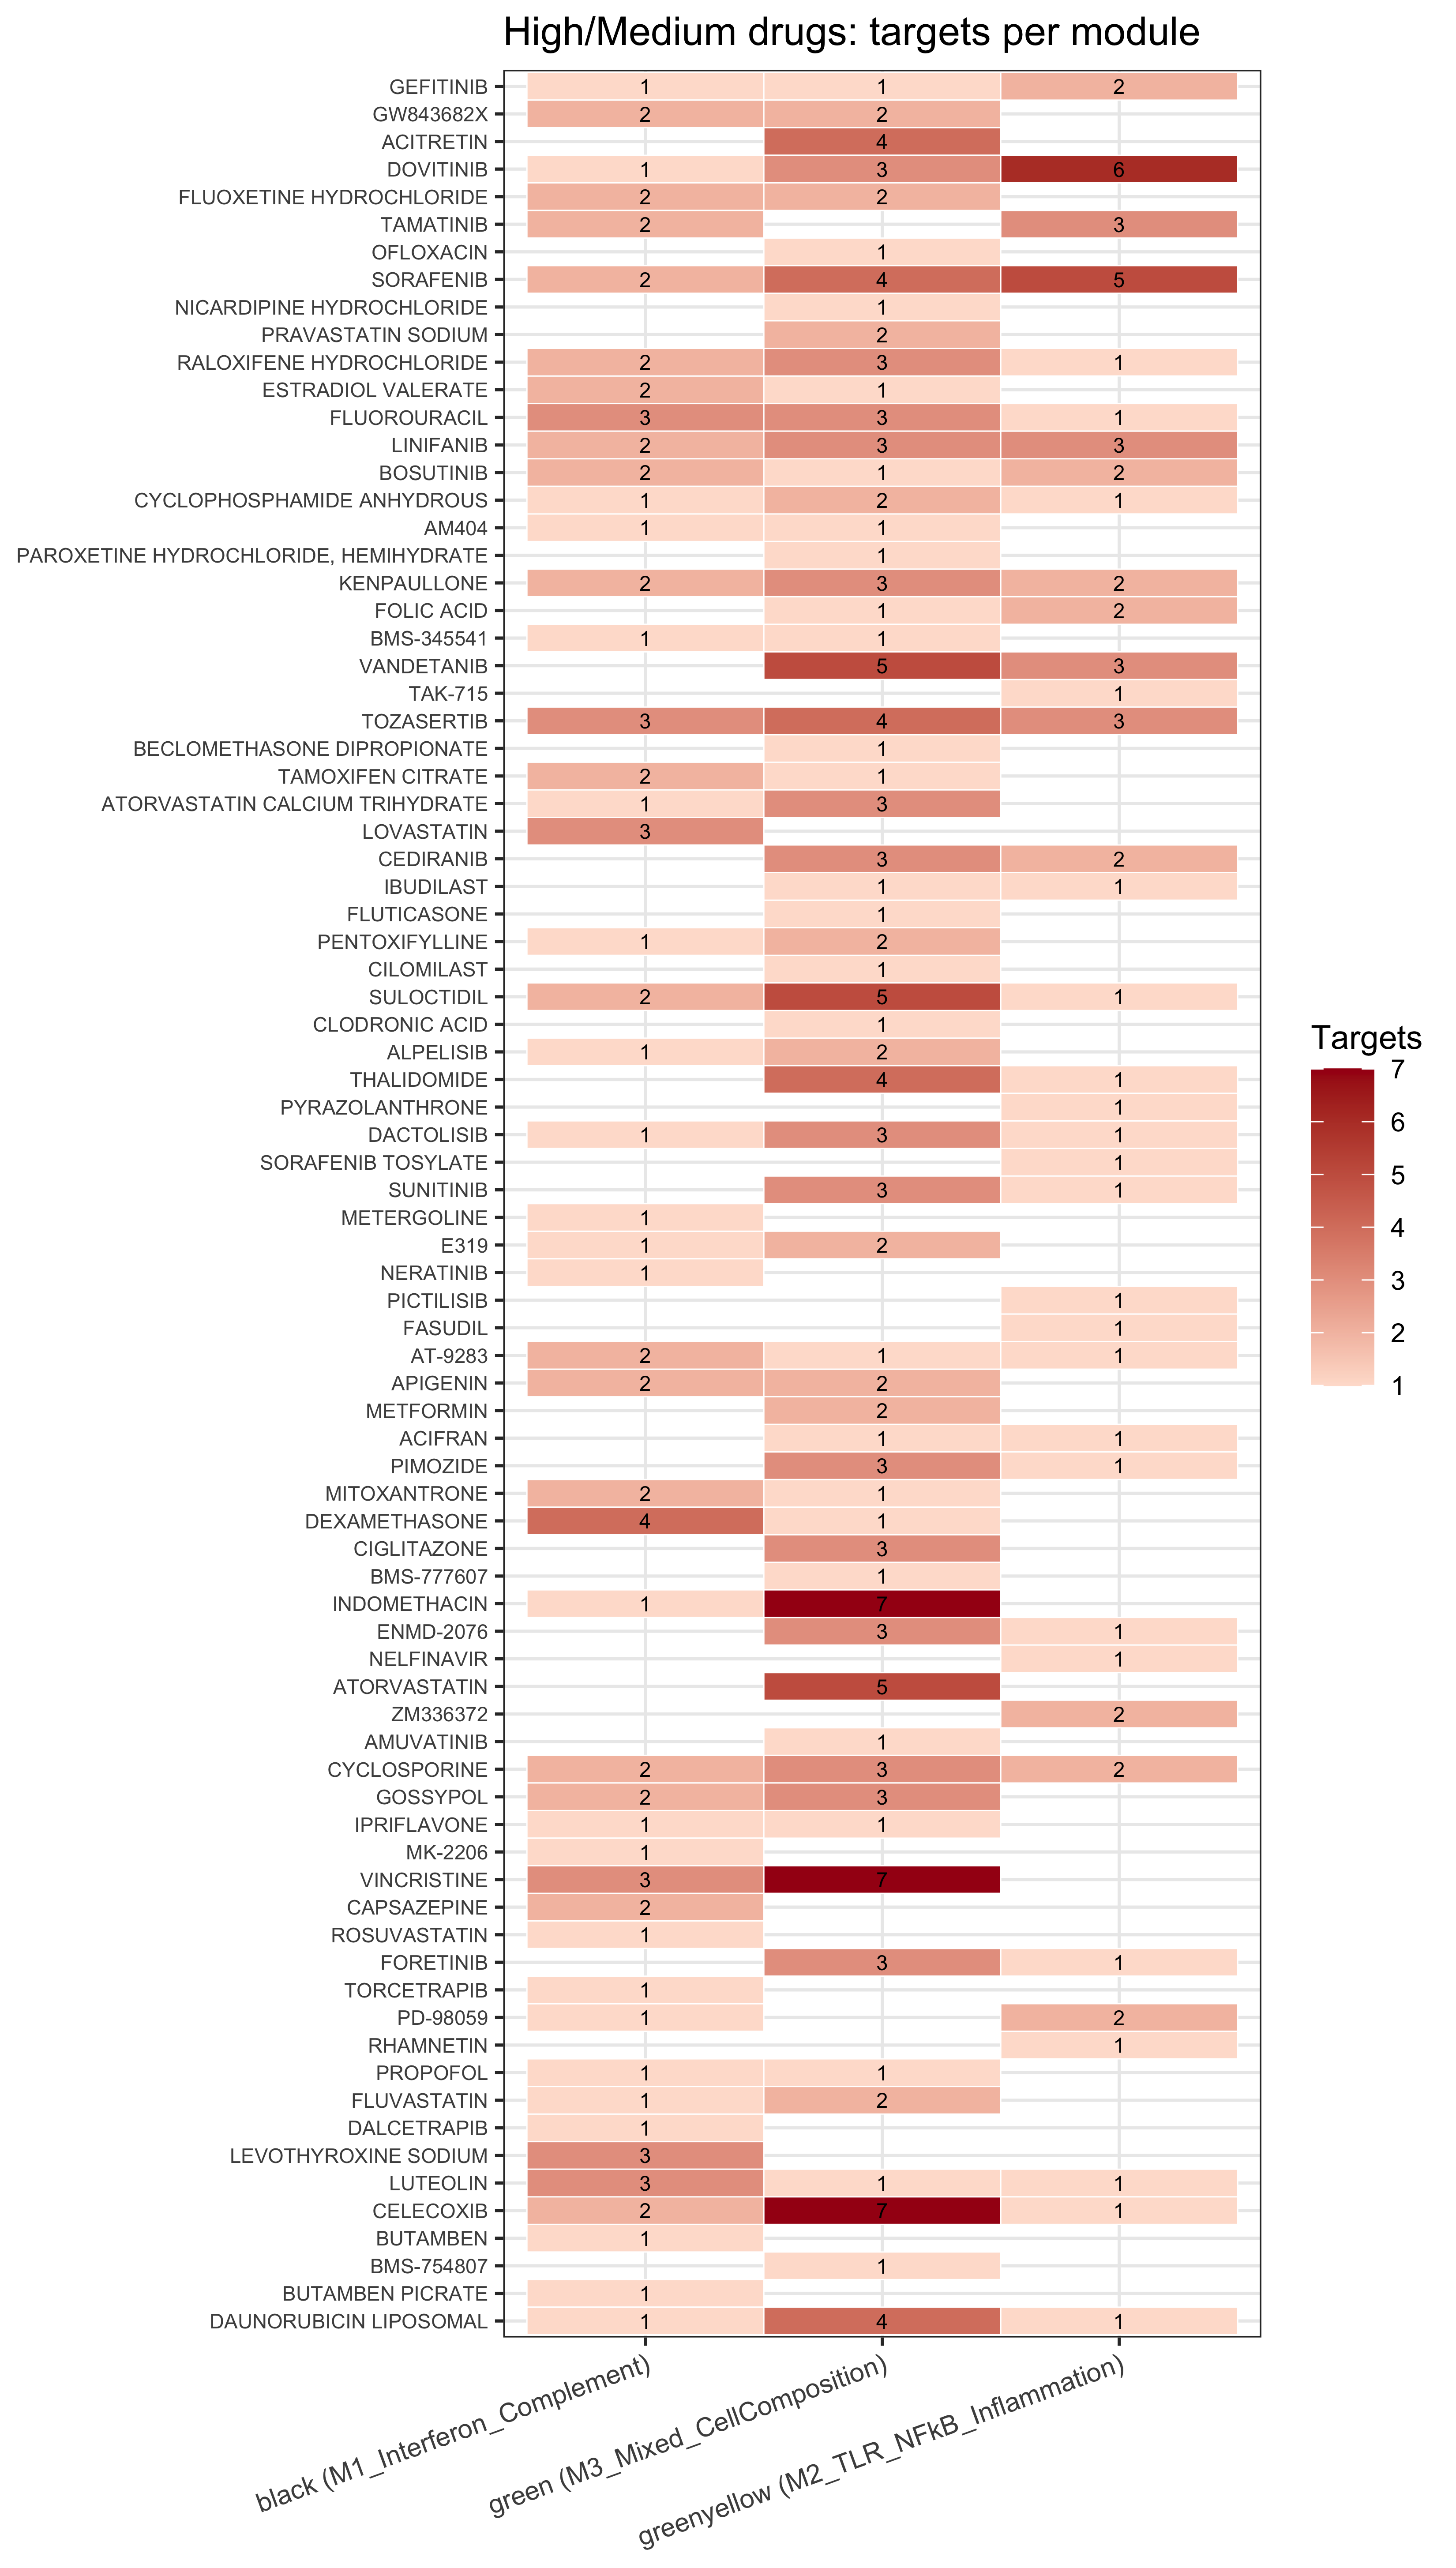 High/Medium drugs: targets per module
GEFITINIB 1 1 2
GW843682X 2 2
ACITRETIN 4
DOVITINIB 1 3 6
FLUOXETINE HYDROCHLORIDE 2 2
TAMATINIB 2 3
OFLOXACIN 1
SORAFENIB 2 4 5
NICARDIPINE HYDROCHLORIDE 1
PRAVASTATIN SODIUM 2
RALOXIFENE HYDROCHLORIDE 2 3 1
ESTRADIOL VALERATE 2 1
FLUOROURACIL 3 3 1
LINIFANIB 2 3 3
BOSUTINIB 2 1 2
CYCLOPHOSPHAMIDE ANHYDROUS 1 2 1
AM404 1 1
PAROXETINE HYDROCHLORIDE, HEMIHYDRATE 1
KENPAULLONE 2 3 2
FOLIC ACID 1 2
BMS-345541 1 1
VANDETANIB 5 3
TAK-715 1
TOZASERTIB 3 4 3
BECLOMETHASONE DIPROPIONATE 1
TAMOXIFEN CITRATE 2 1
ATORVASTATIN CALCIUM TRIHYDRATE 1 3
LOVASTATIN 3
CEDIRANIB 3 2
IBUDILAST 1 1
FLUTICASONE 1
PENTOXIFYLLINE 1 2
CILOMILAST 1
SULOCTIDIL 2 5 1
CLODRONIC ACID 1
ALPELISIB 1 2
THALIDOMIDE 4 1
PYRAZOLANTHRONE 1
DACTOLISIB 1 3 1
SORAFENIB TOSYLATE 1
SUNITINIB 3 1
METERGOLINE 1
E319 1 2
NERATINIB 1
PICTILISIB 1
FASUDIL 1
AT-9283 2 1 1
APIGENIN 2 2
METFORMIN 2
ACIFRAN 1 1
PIMOZIDE 3 1
MITOXANTRONE 2 1
DEXAMETHASONE 4 1
CIGLITAZONE 3
BMS-777607 1
INDOMETHACIN 1 7
ENMD-2076 3 1
NELFINAVIR 1
ATORVASTATIN 5
ZM336372 2
AMUVATINIB 1
CYCLOSPORINE 2 3 2
GOSSYPOL 2 3
IPRIFLAVONE 1 1
MK-2206 1
VINCRISTINE 3 7
CAPSAZEPINE 2
ROSUVASTATIN 1
FORETINIB 3 1
TORCETRAPIB 1
PD-98059 1 2
RHAMNETIN 1
PROPOFOL 1 1
FLUVASTATIN 1 2
DALCETRAPIB 1
LEVOTHYROXINE SODIUM 3
LUTEOLIN 3 1 1
CELECOXIB 2 7 1
BUTAMBEN 1
BMS-754807 1
BUTAMBEN PICRATE 1
DAUNORUBICIN LIPOSOMAL 1 4 1
black (M1_Interferon_Complement)
green (M3_Mixed_CellComposition)
greenyellow (M2_TLR_NFkB_Inflammation)
Targets
7
6
5
4
3
2
1